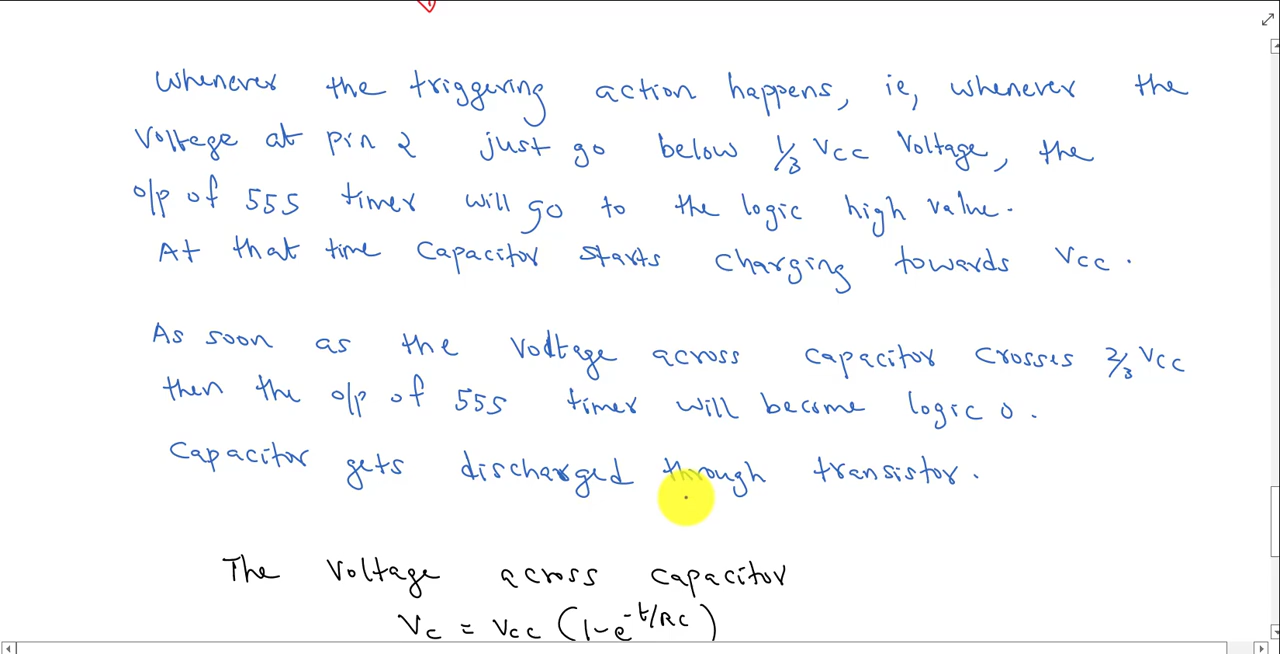 Whenever the triggering action happens, ie, whenever the
Voltage at pin 2 just go below 1/3 Vcc Voltage, the
o/p of 555 timer will go to the logic high value.
At that time capacitor starts charging towards Vcc.
As soon as the Voltage across capacitor crosses 2/3 Vcc
then the o/p of 555 timer will become logic 0.
Capacitor gets discharged through transistor.
The Voltage across capacitor
Vc = Vcc (1-e^-t/RC)